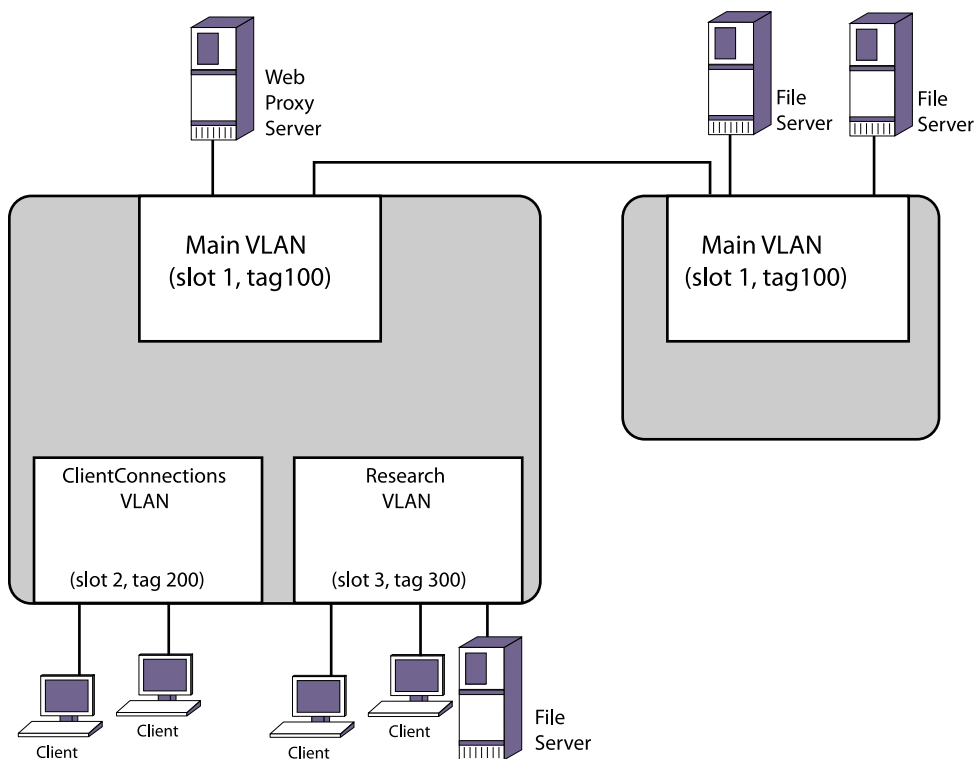 Web
Proxy
Server
File
Server
File
Server
Main VLAN
(slot 1, tag100)
Main VLAN
(slot 1, tag100)
ClientConnections
VLAN
(slot 2, tag 200)
Research
VLAN
(slot 3, tag 300)
Client
Client
Client
Client
File
Server